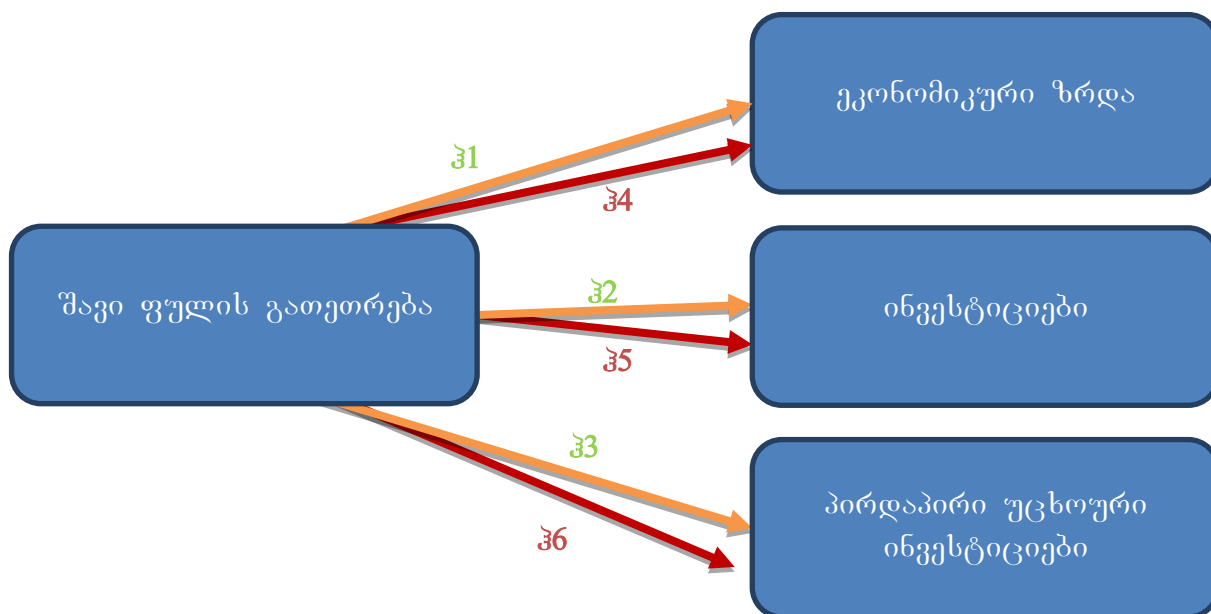 ეკონომიკური ზრდა
ჰ1
ჰ4
შავი ფულის გათეთრება
ჰ2
ინვესტიციები
ჰ5
ჰ3
პირდაპირი უცხოური
ინვესტიციები
ჰ6